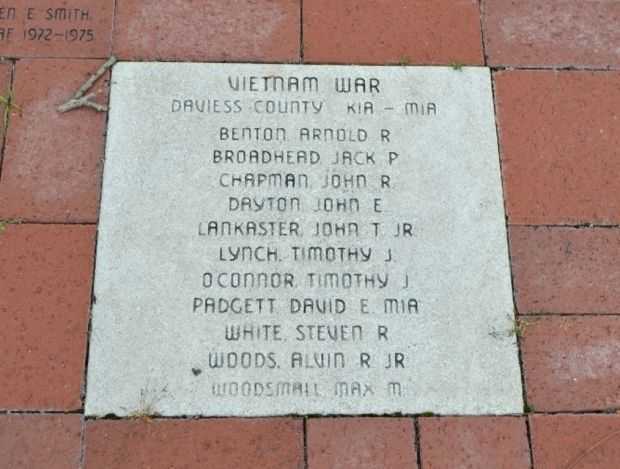 EN E SMITH
AF 1972-1975
VIETNAM WAR
DAVIESS COUNTY KIA - MIA
BENTON ARNOLD R
BROADHEAD JACK P
CHAPMAN, JOHN R.
DAYTON JOHN E
LANKASTER, JOHN T. JR
LYNCH, TIMOTHY J.
O'CONNOR, TIMOTHY J
PADGETT DAVID E. MIA
WHITE, STEVEN R
WOODS, ALVIN R JR
WOODSMALL MAX M